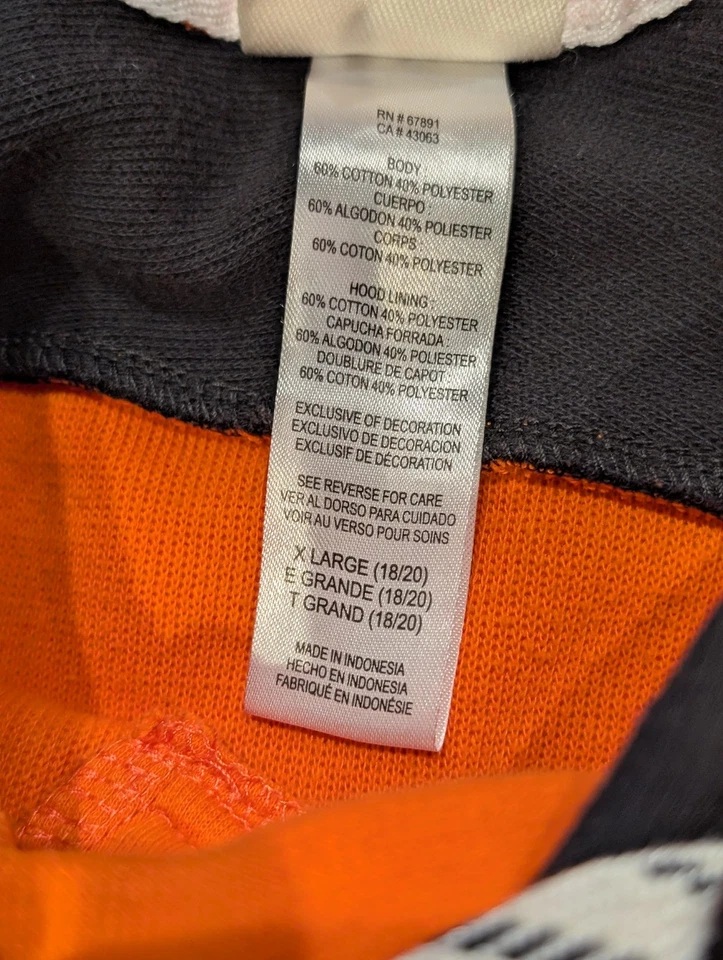 RN # 67891
CA # 43063
BODY :
60% COTTON 40% POLYESTER
CUERPO :
60% ALGODON 40% POLIESTER
CORPS :
60% COTON 40% POLYESTER
HOOD LINING :
60% COTTON 40% POLYESTER
CAPUCHA FORRADA :
60% ALGODON 40% POLIESTER
DOUBLURE DE CAPOT :
60% COTON 40% POLYESTER
EXCLUSIVE OF DECORATION
EXCLUSIVO DE DECORACION
EXCLUSIF DE DÉCORATION
SEE REVERSE FOR CARE
VER AL DORSO PARA CUIDADO
VOIR AU VERSO POUR SOINS
X LARGE (18/20)
E GRANDE (18/20)
T GRAND (18/20)
MADE IN INDONESIA
HECHO EN INDONESIA
FABRIQUÉ EN INDONÉSIE